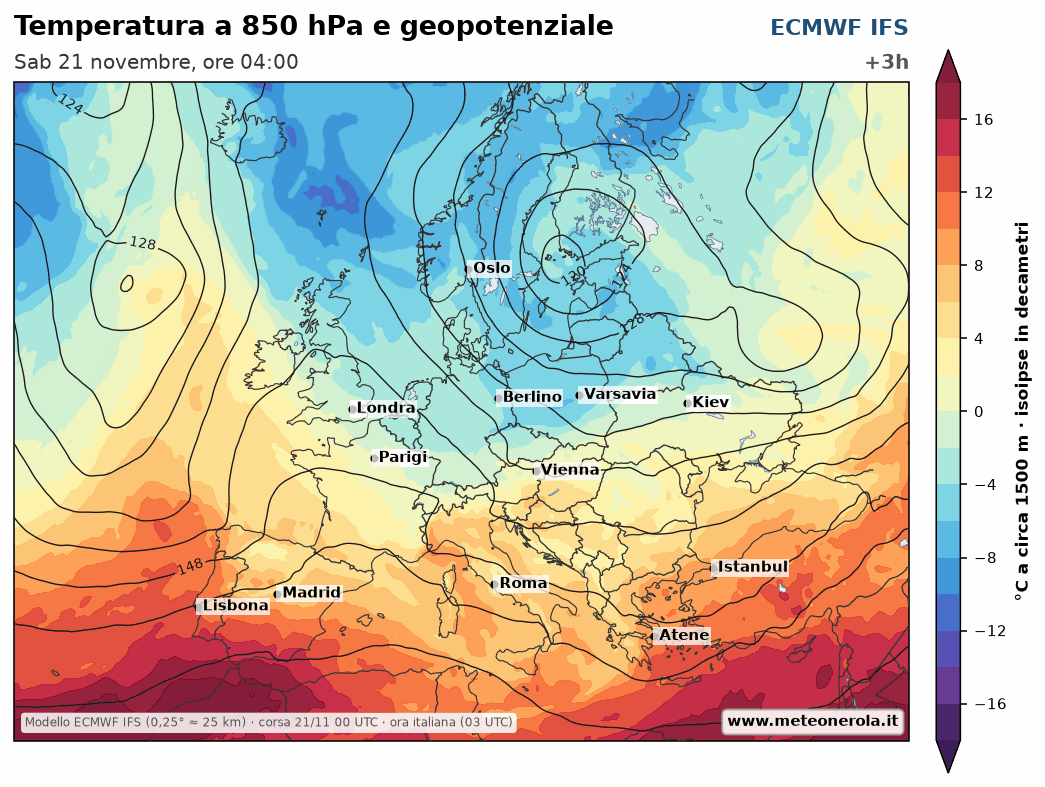 Temperatura a 850 hPa e geopotenziale
ECMWF IFS
Sab 21 novembre, ore 04:00
+3h
124
128
Oslo
130
128
Londra
Berlino
Varsavia
Kiev
Parigi
Vienna
148
Lisbona
Madrid
Roma
Istanbul
Atene
Modello ECMWF IFS (0,25° ≈ 25 km) · corsa 21/11 00 UTC · ora italiana (03 UTC)
www.meteonerola.it
16
12
8
4
0
−4
−8
−12
−16
°C a circa 1500 m · isoipse in decametri